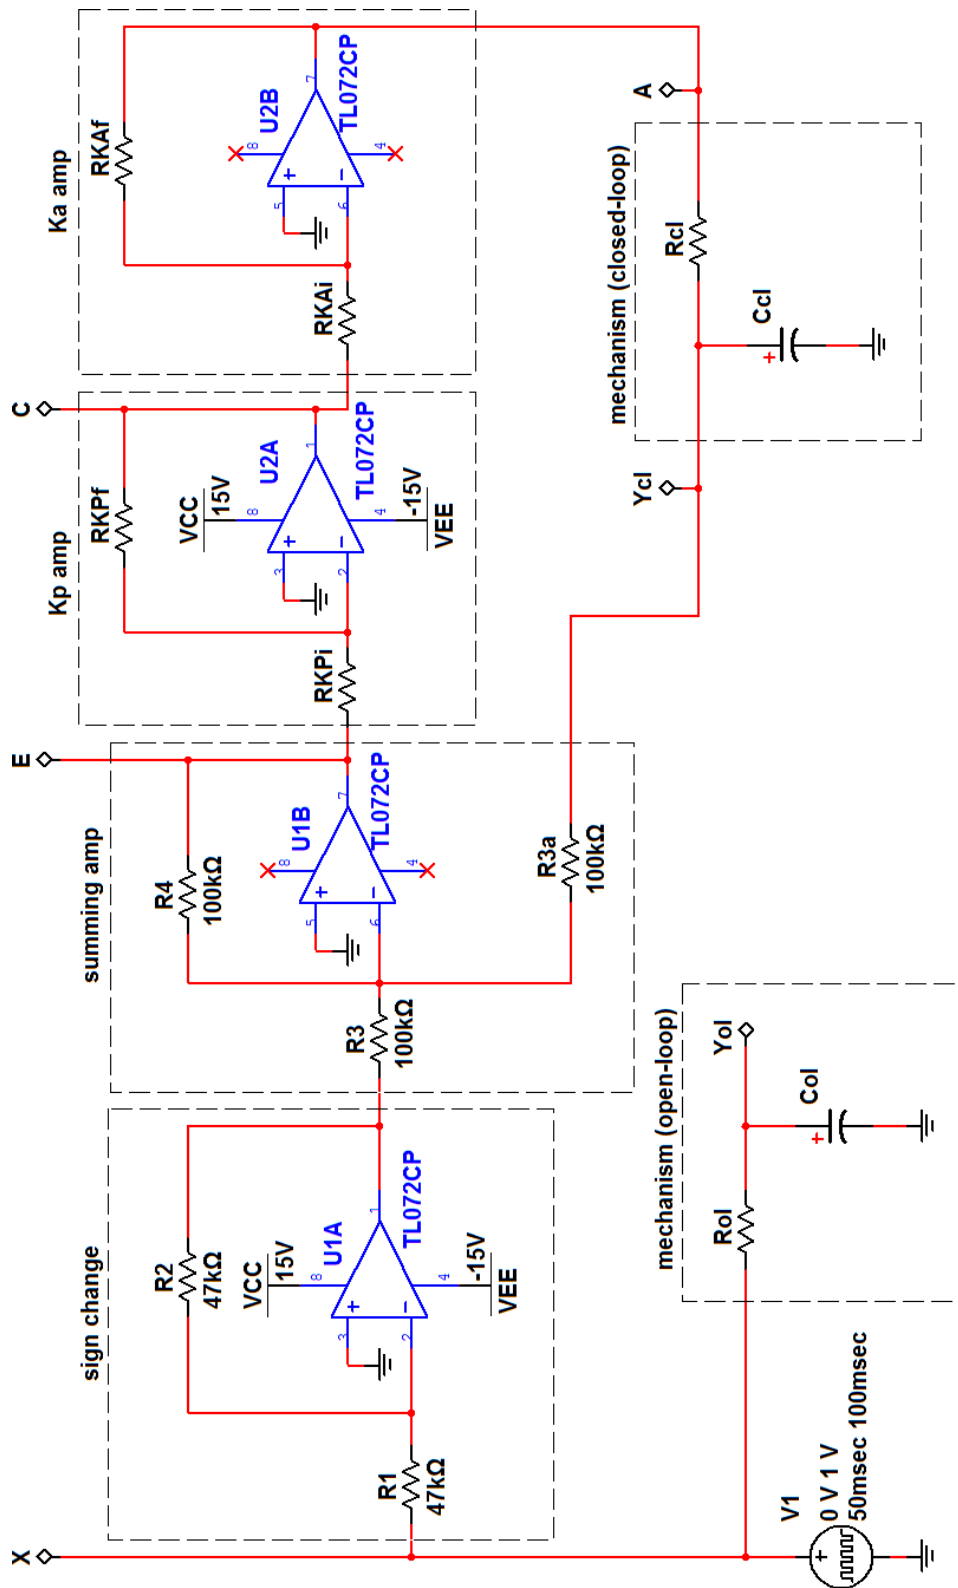 X
sign change
R1
47kΩ
R2
47kΩ
VCC
15V
U1A
TL072CP
3
2
8
4
1
+
−
-15V
VEE
summing amp
R3
100kΩ
R4
100kΩ
E
U1B
TL072CP
5
6
8
4
7
+
−
R3a
100kΩ
Kp amp
RKPi
RKPf
C
VCC
15V
U2A
TL072CP
3
2
8
4
1
+
−
-15V
VEE
Ka amp
RKAi
RKAf
U2B
TL072CP
5
6
8
4
7
+
−
V1
0 V 1 V
50msec 100msec
+
mechanism (open-loop)
Rol
Yol
Col
+
Ycl
mechanism (closed-loop)
Ccl
+
Rcl
A